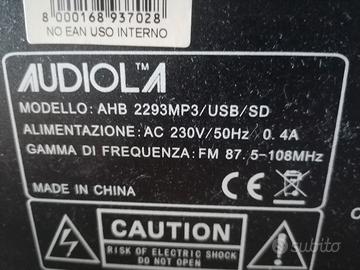 8 000168 937028
NO EAN USO INTERNO
AUDIOLA™
MODELLO: AHB 2293MP3/USB/SD
ALIMENTAZIONE: AC 230V/50Hz 0.4A
GAMMA DI FREQUENZA: FM 87.5-108MHz
MADE IN CHINA
CE
CAUTION
RISK OF ELECTRIC SHOCK
DO NOT OPEN
subito